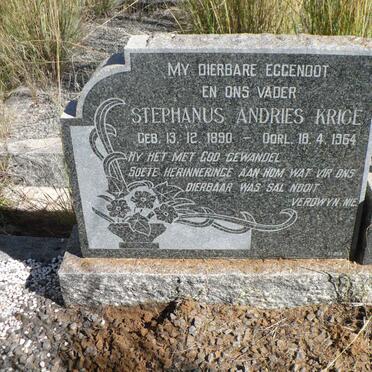 MY DIERBARE EGGENOOT
EN ONS VADER
STEPHANUS ANDRIES KRIGE
GEB. 13. 12. 1890 - OORL. 18. 4. 1964
HY HET MET GOD GEWANDEL
SOETE HERINNERINGE AAN HOM WAT VIR ONS
DIERBAAR WAS SAL NOOIT
VERDWYN NIE